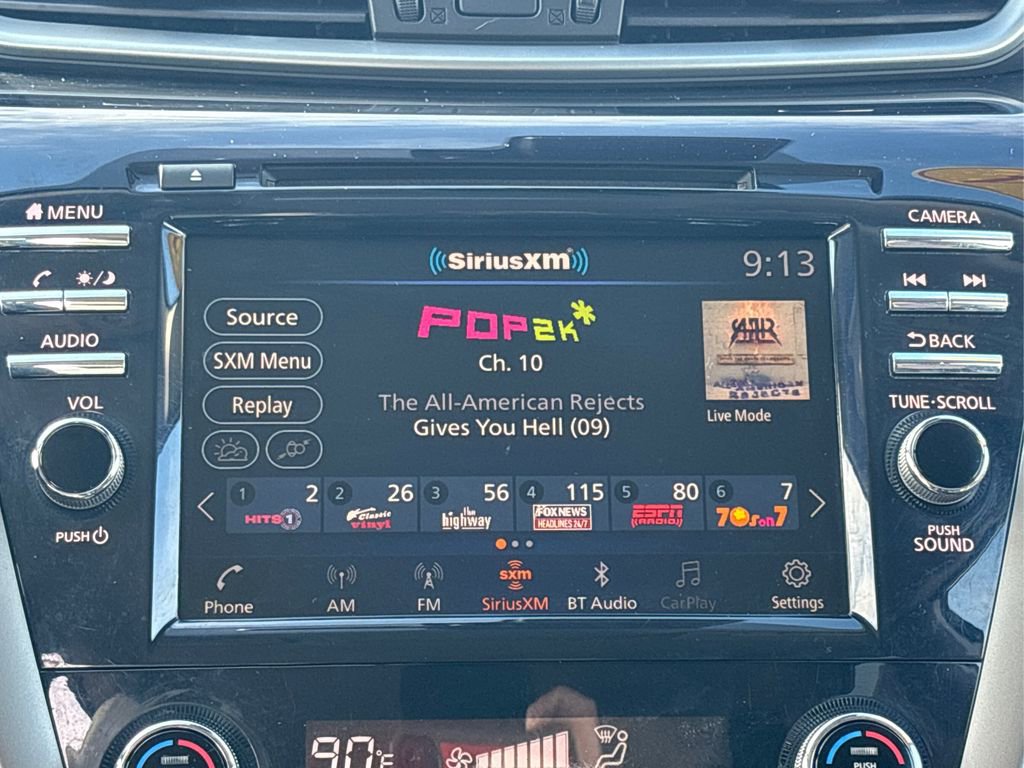 MENU
CAMERA
((SiriusXM))
9:13
Source
POP2K*
SXM Menu
Ch. 10
AUDIO
BACK
Replay
The All-American Rejects
VOL
TUNE·SCROLL
Live Mode
Gives You Hell (09)
1 2
2 26
3 56
4 115
5 80
6 7
HITS 1
Classic vinyl
the highway
FOX NEWS HEADLINES 24/7
ESPN RADIO
70s on 7
PUSH
PUSH
SOUND
sxm
Phone
AM
FM
SiriusXM
BT Audio
CarPlay
Settings
90°F
PUSH